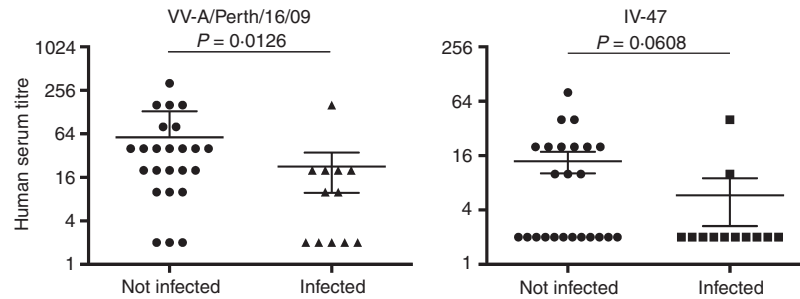 VV-A/Perth/16/09
P = 0·0126
Human serum titre
1024
256
64
16
4
1
Not infected
Infected
IV-47
P = 0·0608
256
64
16
4
1
Not infected
Infected